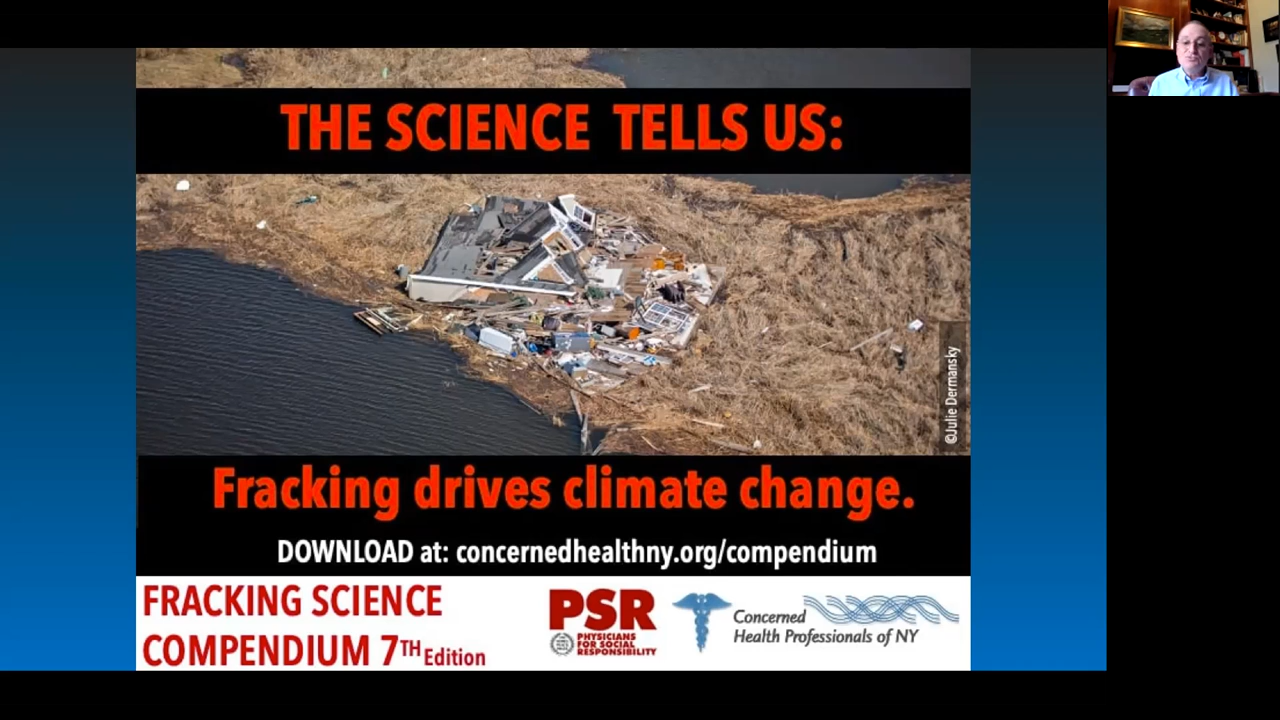 THE SCIENCE TELLS US:
©Julie Dermansky
Fracking drives climate change.
DOWNLOAD at: concernedhealthny.org/compendium
FRACKING SCIENCE
COMPENDIUM 7TH Edition
PSR
PHYSICIANS
FOR SOCIAL
RESPONSIBILITY
Concerned
Health Professionals of NY